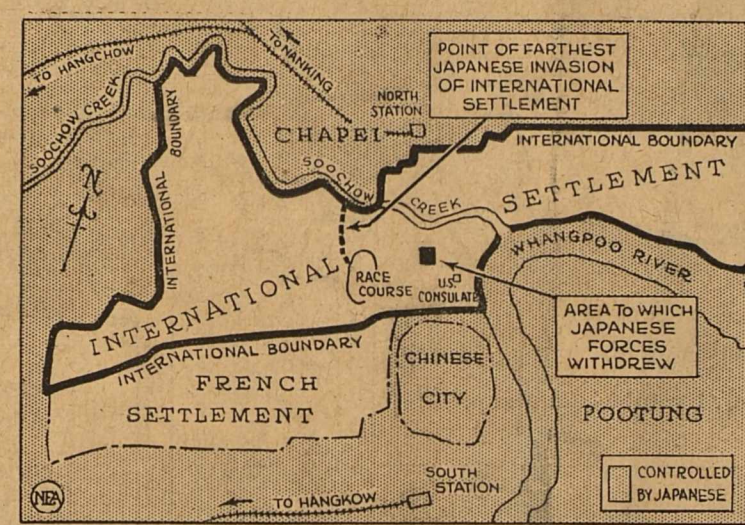 TO HANGCHOW
SOOCHOW CREEK
TO NANKING
POINT OF FARTHEST
JAPANESE INVASION
OF INTERNATIONAL
SETTLEMENT
NORTH
STATION
CHAPEI
INTERNATIONAL
BOUNDARY
SOOCHOW
CREEK
INTERNATIONAL BOUNDARY
SETTLEMENT
N
WHANGPOO RIVER
RACE
COURSE
U.S.
CONSULATE
INTERNATIONAL
INTERNATIONAL BOUNDARY
AREA TO WHICH
JAPANESE
FORCES
WITHDREW
FRENCH
SETTLEMENT
CHINESE
CITY
POOTUNG
NEA
TO HANGKOW
SOUTH
STATION
CONTROLLED
BY JAPANESE